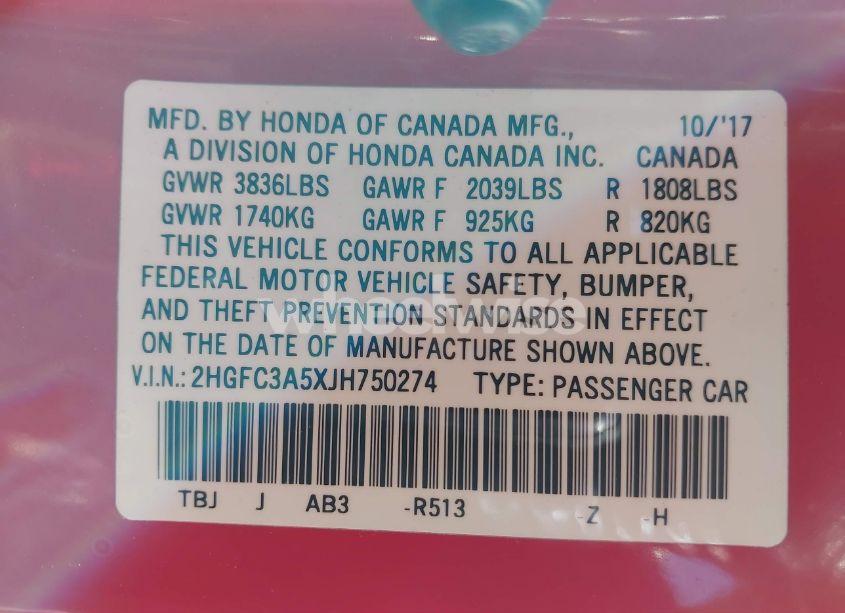 MFD. BY HONDA OF CANADA MFG., 10/'17
A DIVISION OF HONDA CANADA INC. CANADA
GVWR 3836LBS GAWR F 2039LBS R 1808LBS
GVWR 1740KG GAWR F 925KG R 820KG
THIS VEHICLE CONFORMS TO ALL APPLICABLE
FEDERAL MOTOR VEHICLE SAFETY, BUMPER,
AND THEFT PREVENTION STANDARDS IN EFFECT
wheelwise
ON THE DATE OF MANUFACTURE SHOWN ABOVE.
V.I.N.: 2HGFC3A5XJH750274 TYPE: PASSENGER CAR
TBJ J AB3 -R513 -Z -H